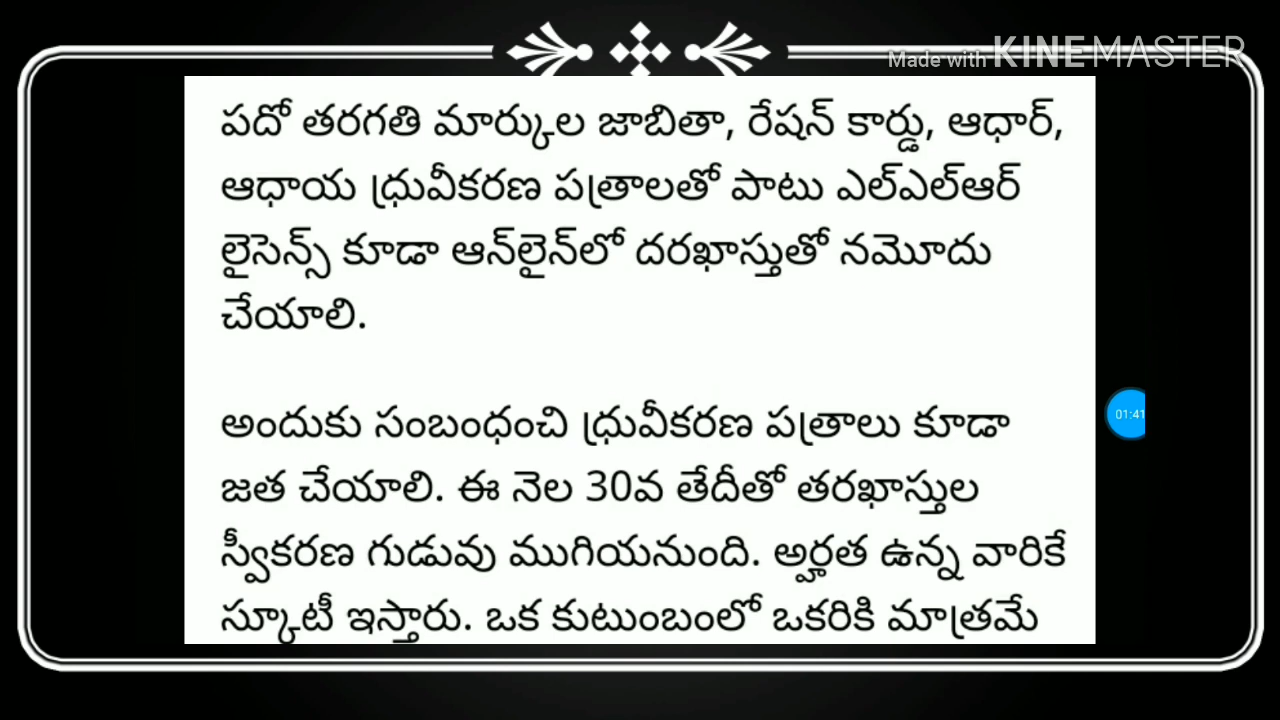 Made with KINEMASTER
పదో తరగతి మార్కుల జాబితా, రేషన్ కార్డు, ఆధార్,
ఆధాయ ధ్రువీకరణ పత్రాలతో పాటు ఎల్ఎల్ఆర్
లైసెన్స్ కూడా ఆన్‌లైన్‌లో దరఖాస్తుతో నమొదు
చేయాలి.
అందుకు సంబంధంచి ధ్రువీకరణ పత్రాలు కూడా
జత చేయాలి. ఈ నెల 30వ తేదీతో తరఖాస్తుల
స్వీకరణ గుడువు ముగియనుంది. అర్హత ఉన్న వారికే
స్కూటీ ఇస్తారు. ఒక కుటుంబంలో ఒకరికి మాత్రమే
01:41